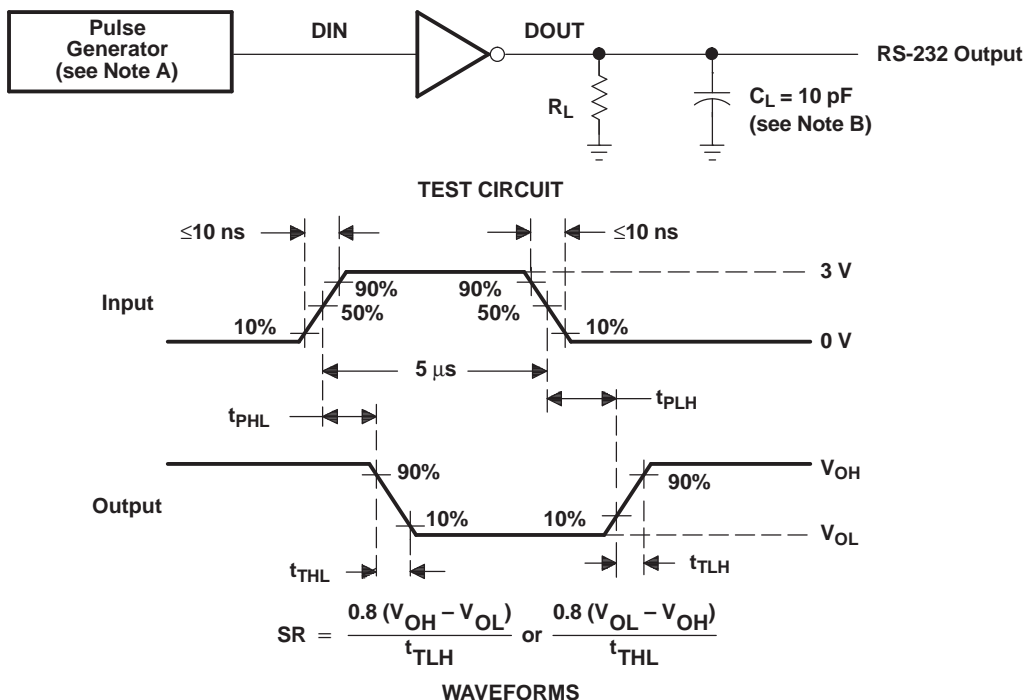 Pulse
Generator
(see Note A)
DIN
DOUT
RS-232 Output
RL
CL = 10 pF
(see Note B)
TEST CIRCUIT
≤10 ns
≤10 ns
3 V
Input
90%
90%
50%
50%
10%
10%
0 V
5 μs
tPHL
tPLH
VOH
90%
90%
Output
10%
10%
VOL
tTHL
tTLH
SR = 0.8 (VOH – VOL) / tTLH or 0.8 (VOL – VOH) / tTHL
WAVEFORMS